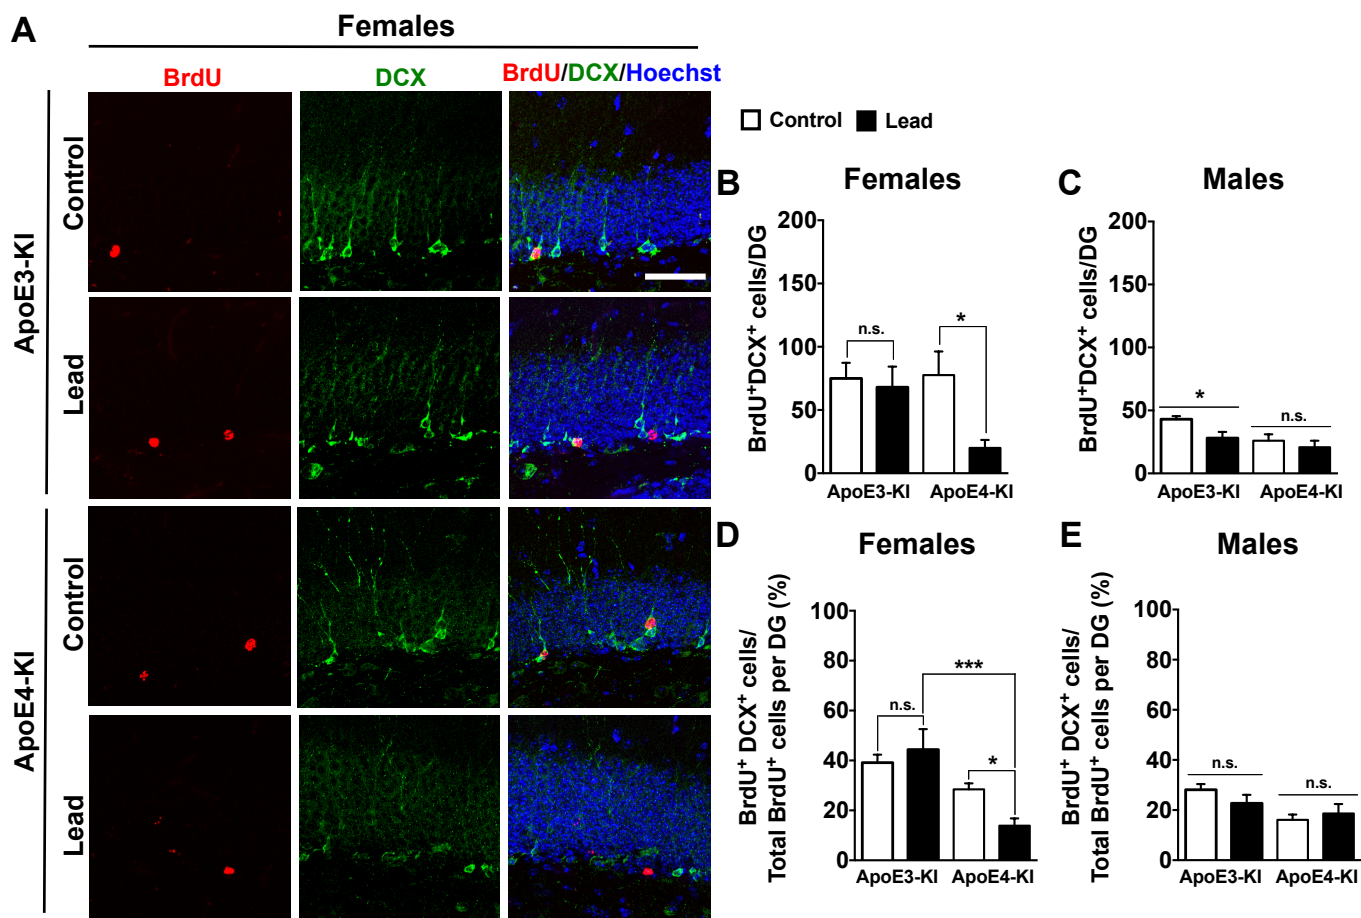 A
Females
BrdU
DCX
BrdU/DCX/Hoechst
ApoE3-KI
Control
Lead
ApoE4-KI
Control
Lead
Control
Lead
B
Females
BrdU⁺DCX⁺ cells/DG
200
150
100
50
0
n.s.
*
ApoE3-KI
ApoE4-KI
C
Males
BrdU⁺DCX⁺ cells/DG
200
150
100
50
0
*
n.s.
ApoE3-KI
ApoE4-KI
D
Females
BrdU⁺ DCX⁺ cells/
Total BrdU⁺ cells per DG (%)
100
80
60
40
20
0
n.s.
***
*
ApoE3-KI
ApoE4-KI
E
Males
BrdU⁺ DCX⁺ cells/
Total BrdU⁺ cells per DG (%)
100
80
60
40
20
0
n.s.
n.s.
ApoE3-KI
ApoE4-KI